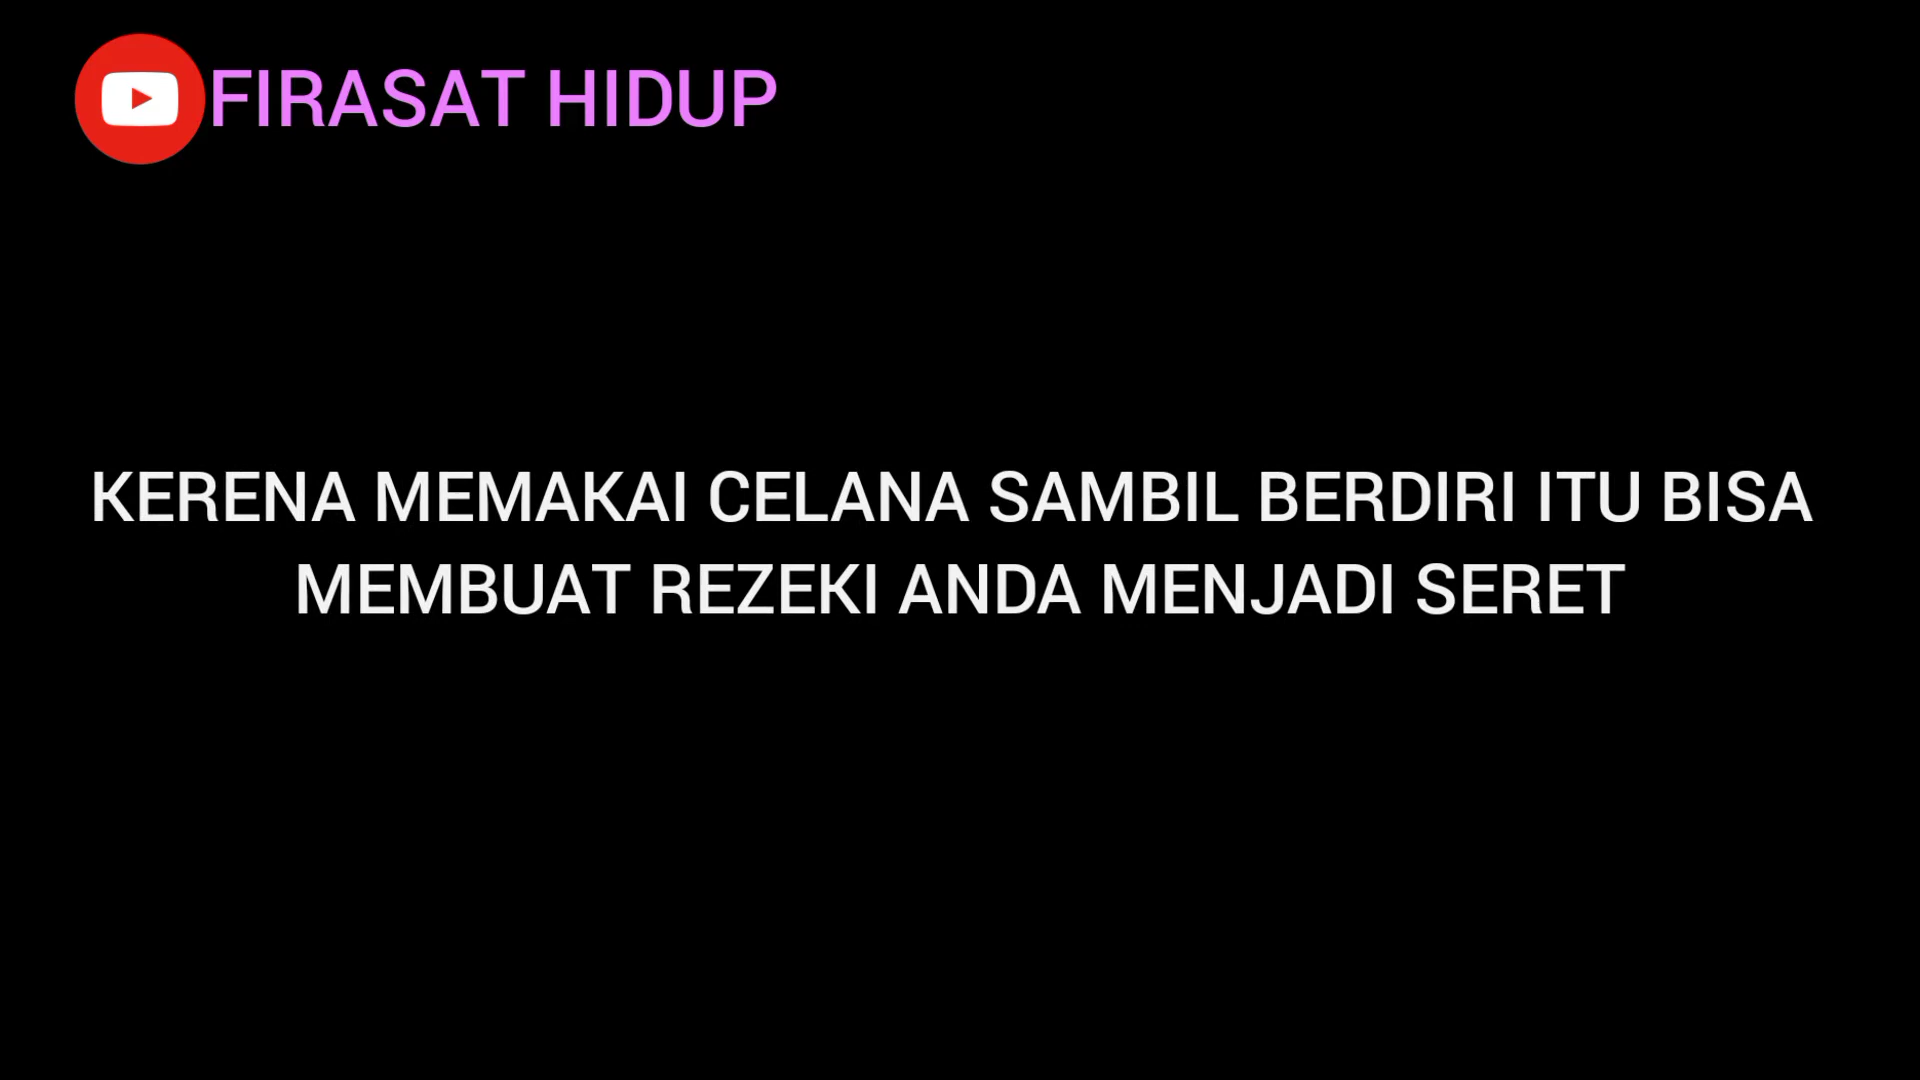 FIRASAT HIDUP
KERENA MEMAKAI CELANA SAMBIL BERDIRI ITU BISA
MEMBUAT REZEKI ANDA MENJADI SERET